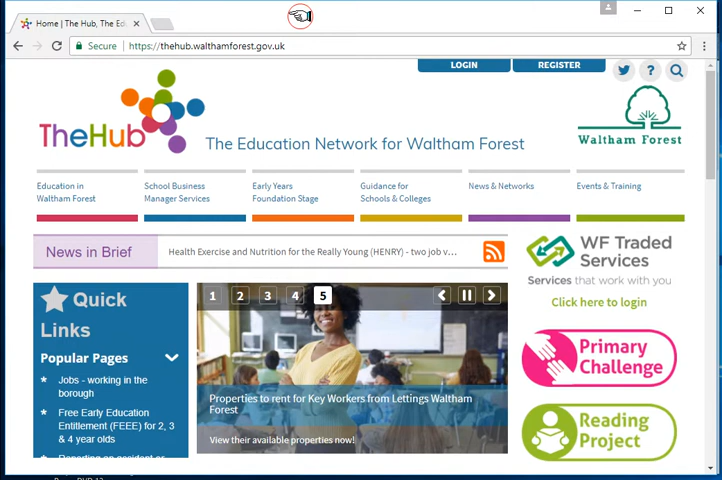 Home | The Hub, The Edu
Secure
https://thehub.walthamforest.gov.uk
LOGIN
REGISTER
?
TheHub
The Education Network for Waltham Forest
Waltham Forest
Education in
Waltham Forest
School Business
Manager Services
Early Years
Foundation Stage
Guidance for
Schools & Colleges
News & Networks
Events & Training
News in Brief
Health Exercise and Nutrition for the Really Young (HENRY) - two job v…
WF Traded
Services
Services that work with you
Click here to login
Quick
Links
Popular Pages
Jobs - working in the
borough
Free Early Education
Entitlement (FEEE) for 2, 3
& 4 year olds
Reporting an accident or
1 2 3 4 5
Properties to rent for Key Workers from Lettings Waltham
Forest
View their available properties now!
Primary
Challenge
Reading
Project